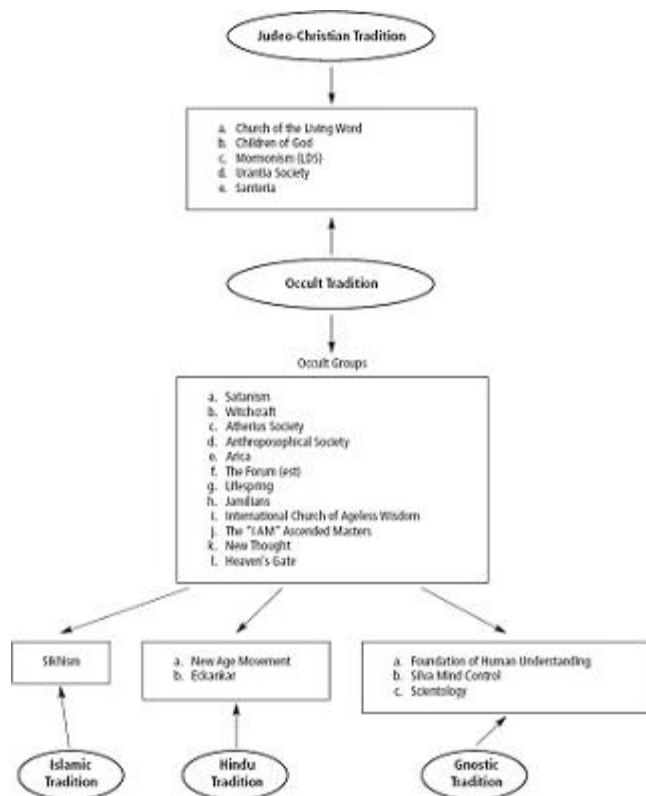 Judeo-Christian Tradition
a. Church of the Living Word
b. Children of God
c. Mormonism (LDS)
d. Urantia Society
e. Santeria
Occult Tradition
Occult Groups
a. Satanism
b. Witchcraft
c. Atherius Society
d. Anthroposophical Society
e. Arica
f. The Forum (est)
g. Lifespring
h. Jamilians
i. International Church of Ageless Wisdom
j. The "I AM" Ascended Masters
k. New Thought
l. Heaven's Gate
Sikhism
a. New Age Movement
b. Eckankar
a. Foundation of Human Understanding
b. Silva Mind Control
c. Scientology
Islamic
Tradition
Hindu
Tradition
Gnostic
Tradition